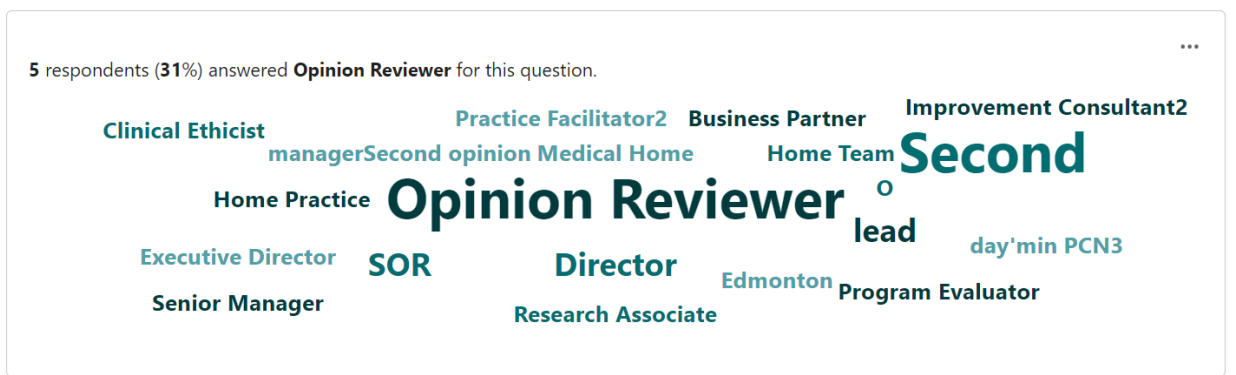 5 respondents (31%) answered Opinion Reviewer for this question.
Improvement Consultant2
Practice Facilitator2
Business Partner
Clinical Ethicist
Second
managerSecond opinion Medical Home
Home Team
O
Home Practice
Opinion Reviewer
lead
day'min PCN3
Executive Director
SOR
Director
Edmonton
Program Evaluator
Senior Manager
Research Associate